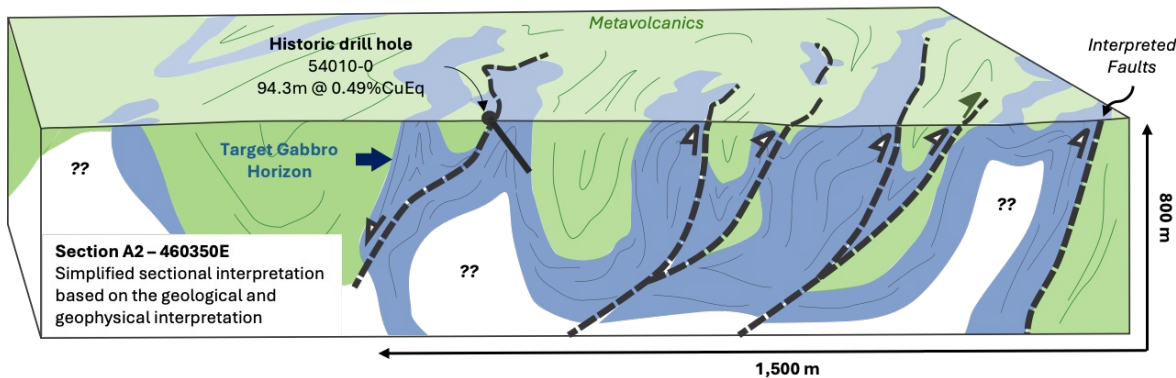 Metavolcanics
Historic drill hole
54010-0
94.3m @ 0.49%CuEq
Interpreted
Faults
??
Target Gabbro
Horizon
??
??
800 m
Section A2 – 460350E
Simplified sectional interpretation
based on the geological and
geophysical interpretation
1,500 m